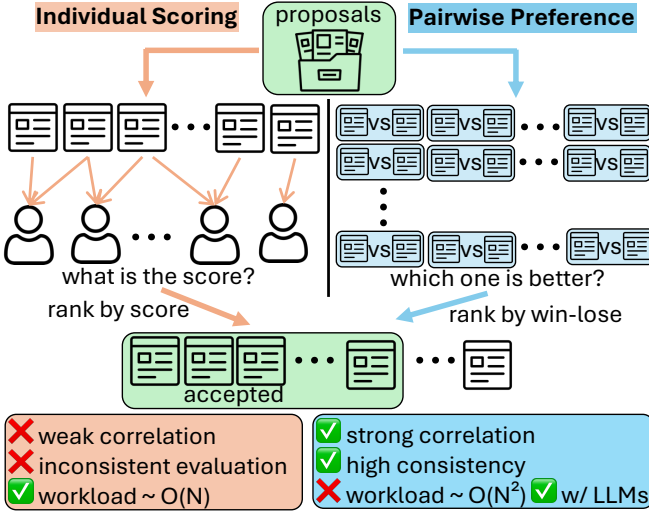 Individual Scoring
proposals
Pairwise Preference
vs vs vs
vs vs vs
vs vs vs
what is the score?
which one is better?
rank by score
rank by win-lose
accepted
❌ weak correlation
❌ inconsistent evaluation
✅ workload ~ O(N)
✅ strong correlation
✅ high consistency
❌ workload ~ O(N²) ✅ w/ LLMs